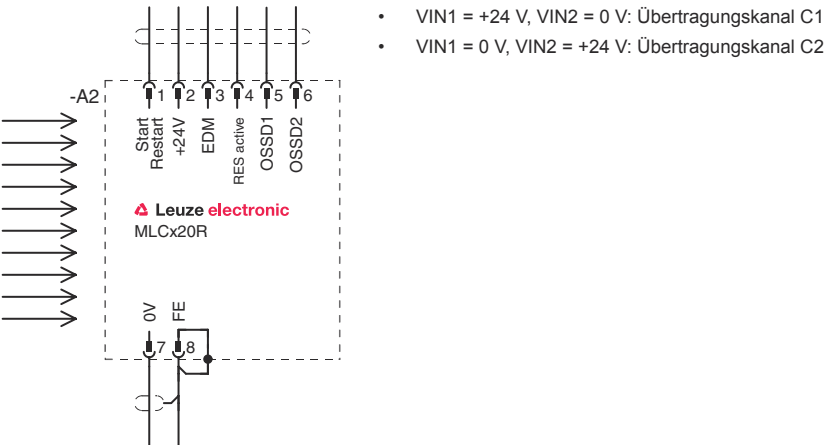 • VIN1 = +24 V, VIN2 = 0 V: Übertragungskanal C1
• VIN1 = 0 V, VIN2 = +24 V: Übertragungskanal C2
-A2
1 2 3 4 5 6
Start
Restart
+24V
EDM
RES active
OSSD1
OSSD2
Leuze electronic
MLCx20R
0V
FE
7 8